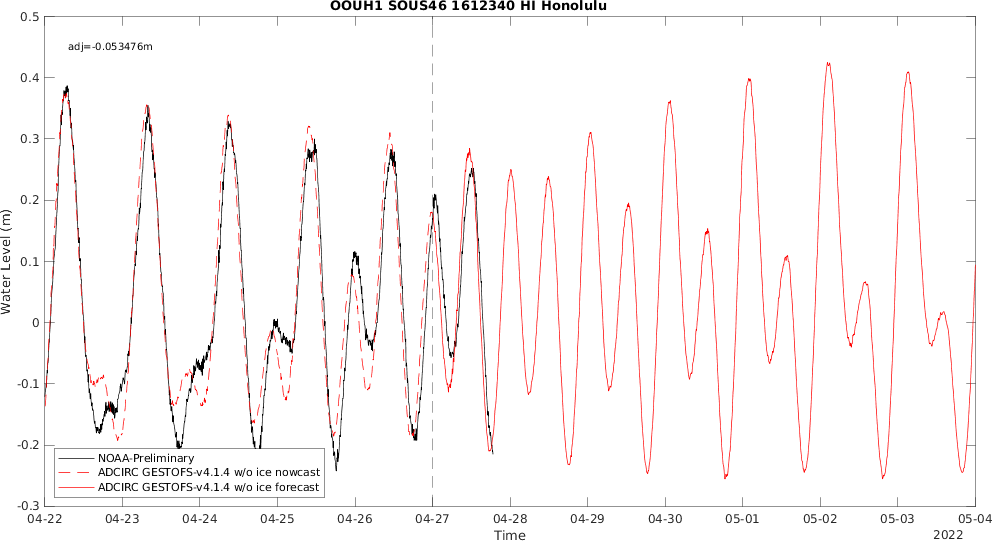 OOUH1 SOUS46 1612340 HI Honolulu
adj=-0.053476m
0.5
0.4
0.3
0.2
0.1
0
-0.1
-0.2
-0.3
Water Level (m)
NOAA-Preliminary
ADCIRC GESTOFS-v4.1.4 w/o ice nowcast
ADCIRC GESTOFS-v4.1.4 w/o ice forecast
04-22 04-23 04-24 04-25 04-26 04-27 04-28 04-29 04-30 05-01 05-02 05-03 05-04
Time
2022